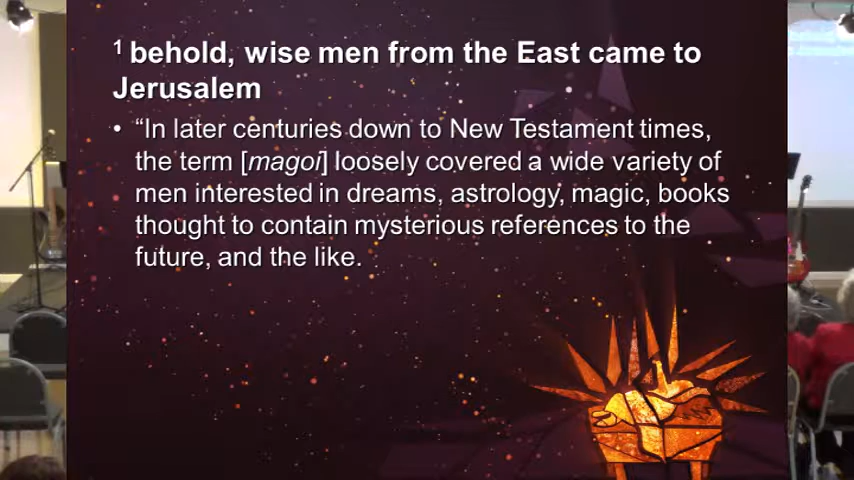 1 behold, wise men from the East came to
Jerusalem
• “In later centuries down to New Testament times,
the term [magoi] loosely covered a wide variety of
men interested in dreams, astrology, magic, books
thought to contain mysterious references to the
future, and the like.